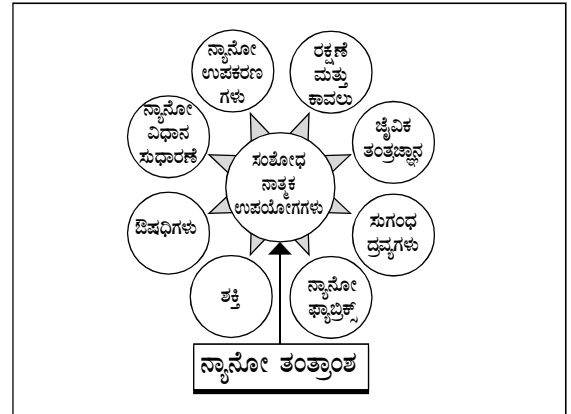 ನ್ಯಾನೋ
ಉಪಕರಣ
ಗಳು
ರಕ್ಷಣೆ
ಮತ್ತು
ಕಾವಲು
ನ್ಯಾನೋ
ವಿಧಾನ
ಸುಧಾರಣೆ
ಜೈವಿಕ
ತಂತ್ರಜ್ಞಾನ
ಸಂಶೋಧ
ನಾತ್ಮಕ
ಉಪಯೋಗಗಳು
ಔಷಧಿಗಳು
ಸುಗಂಧ
ದ್ರವ್ಯಗಳು
ಶಕ್ತಿ
ನ್ಯಾನೋ
ಫ್ಯಾಬ್ರಿಕ್ಸ್
ನ್ಯಾನೋ ತಂತ್ರಾಂಶ